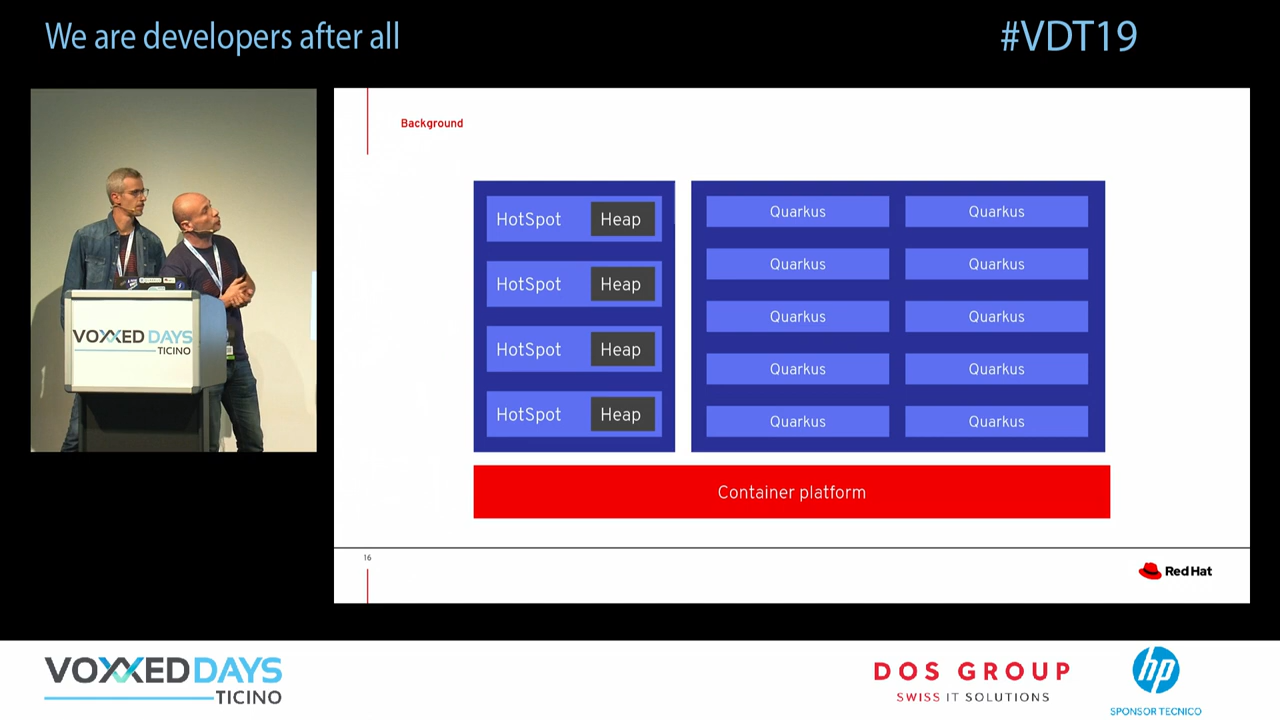 We are developers after all
#VDT19
VOXXED DAYS
TICINO
Background
HotSpot Heap
HotSpot Heap
HotSpot Heap
HotSpot Heap
Quarkus Quarkus
Quarkus Quarkus
Quarkus Quarkus
Quarkus Quarkus
Quarkus Quarkus
Container platform
16
Red Hat
VOXXED DAYS
TICINO
DOS GROUP
SWISS IT SOLUTIONS
hp
SPONSOR TECNICO